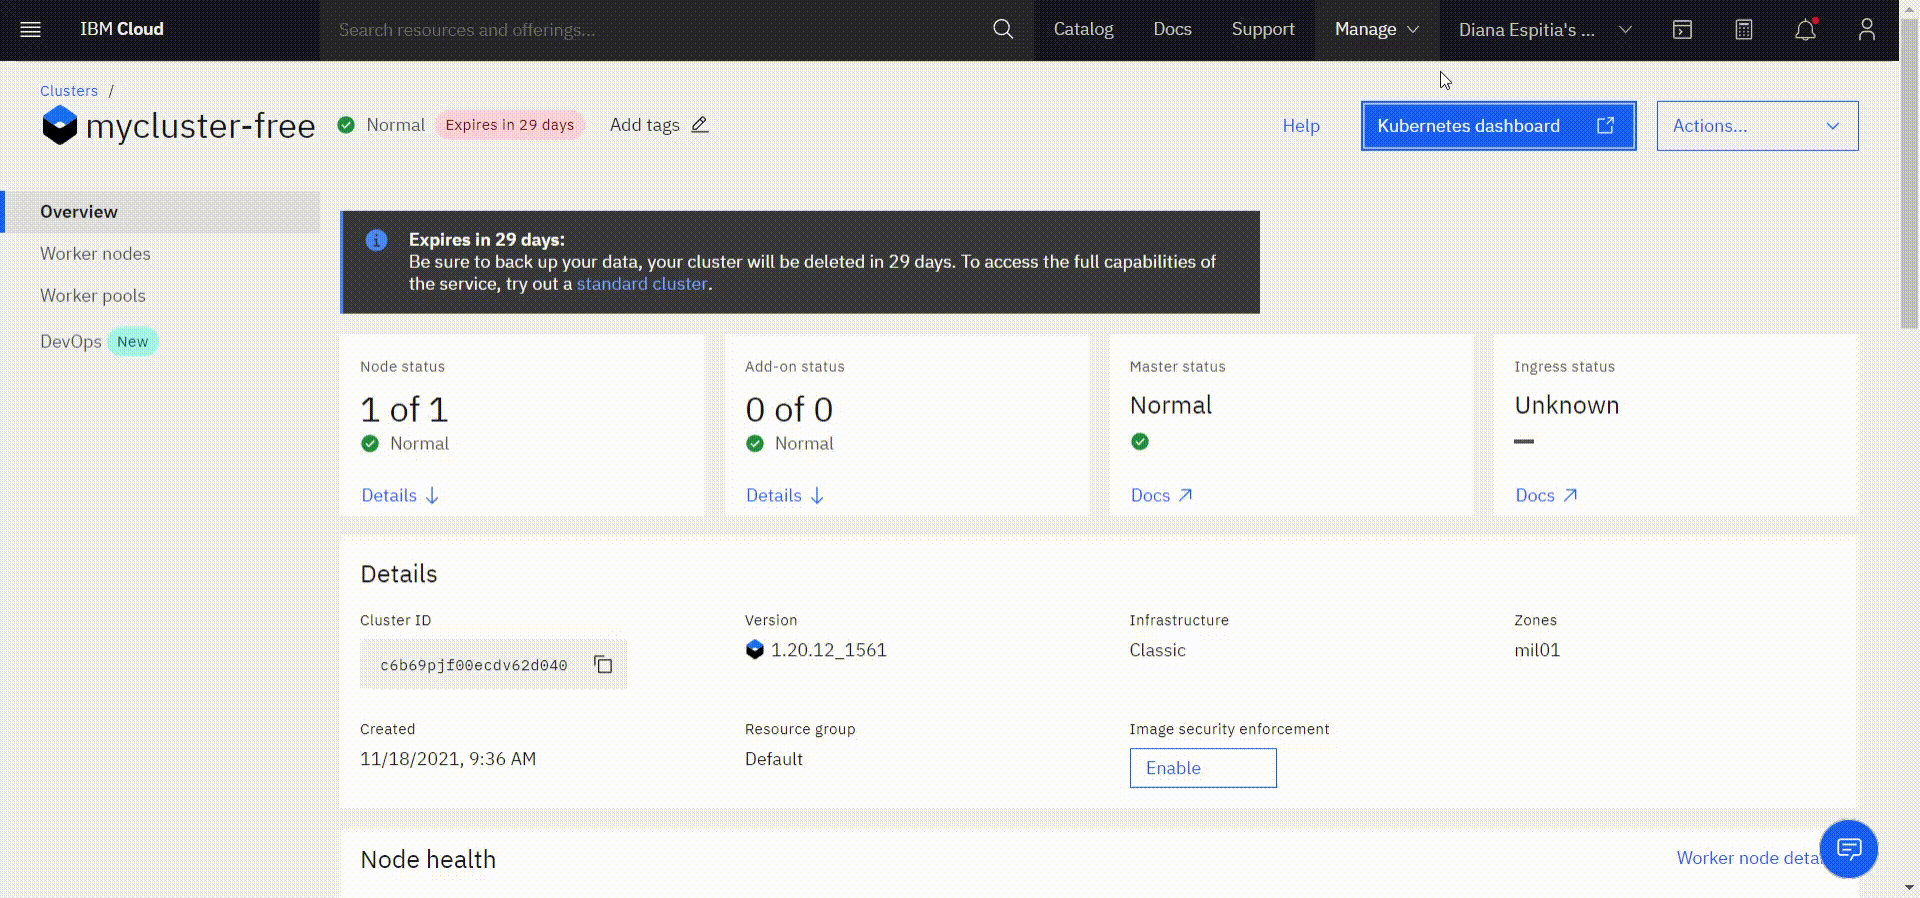 IBM Cloud
Search resources and offerings...
Catalog
Docs
Support
Manage
Diana Espitia's ...
Clusters /
mycluster-free
Normal
Expires in 29 days
Add tags
Help
Kubernetes dashboard
Actions...
Overview
Worker nodes
Worker pools
DevOps New
Expires in 29 days:
Be sure to back up your data, your cluster will be deleted in 29 days. To access the full capabilities of
the service, try out a standard cluster.
Node status
1 of 1
Normal
Details
Add-on status
0 of 0
Normal
Details
Master status
Normal
Docs
Ingress status
Unknown
Docs
Details
Cluster ID
c6b69pjf00ecdv62d040
Version
1.20.12_1561
Infrastructure
Classic
Zones
mil01
Created
11/18/2021, 9:36 AM
Resource group
Default
Image security enforcement
Enable
Node health
Worker node